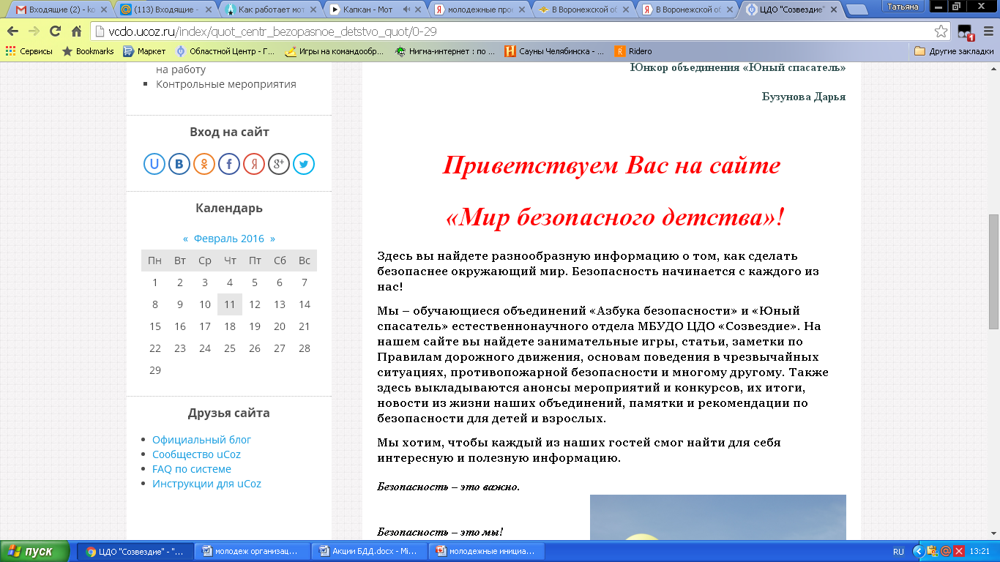 Входящие (2) - ko
(113) Входящие -
Как работает мот
Капкан - Мот
молодежные прое
В Воронежской об
В Воронежской об
ЦДО "Созвездие"
Татьяна
vcdo.ucoz.ru/index/quot_centr_bezopasnoe_detstvo_quot/0-29
1
Сервисы
Bookmarks
Маркет
Областной Центр - Г...
Игры на командообр...
Нигма-интернет : по ...
Сауны Челябинска - ...
Ridero
Другие закладки
на работу
Контрольные мероприятия
Вход на сайт
Календарь
« Февраль 2016 »
Пн Вт Ср Чт Пт Сб Вс
1 2 3 4 5 6 7
8 9 10 11 12 13 14
15 16 17 18 19 20 21
22 23 24 25 26 27 28
29
Друзья сайта
Официальный блог
Сообщество uCoz
FAQ по системе
Инструкции для uCoz
Юнкор объединения «Юный спасатель»
Бузунова Дарья
Приветствуем Вас на сайте
«Мир безопасного детства»!
Здесь вы найдете разнообразную информацию о том, как сделать
безопаснее окружающий мир. Безопасность начинается с каждого из
нас!
Мы – обучающиеся объединений «Азбука безопасности» и «Юный
спасатель» естественнонаучного отдела МБУДО ЦДО «Созвездие». На
нашем сайте вы найдете занимательные игры, статьи, заметки по
Правилам дорожного движения, основам поведения в чрезвычайных
ситуациях, противопожарной безопасности и многому другому. Также
здесь выкладываются анонсы мероприятий и конкурсов, их итоги,
новости из жизни наших объединений, памятки и рекомендации по
безопасности для детей и взрослых.
Мы хотим, чтобы каждый из наших гостей смог найти для себя
интересную и полезную информацию.
Безопасность – это важно.
Безопасность – это мы!
пуск
ЦДО "Созвездие" - "...
молодеж организац...
Акции БДД.docx - Mi...
молодежные инициа...
RU
13:21